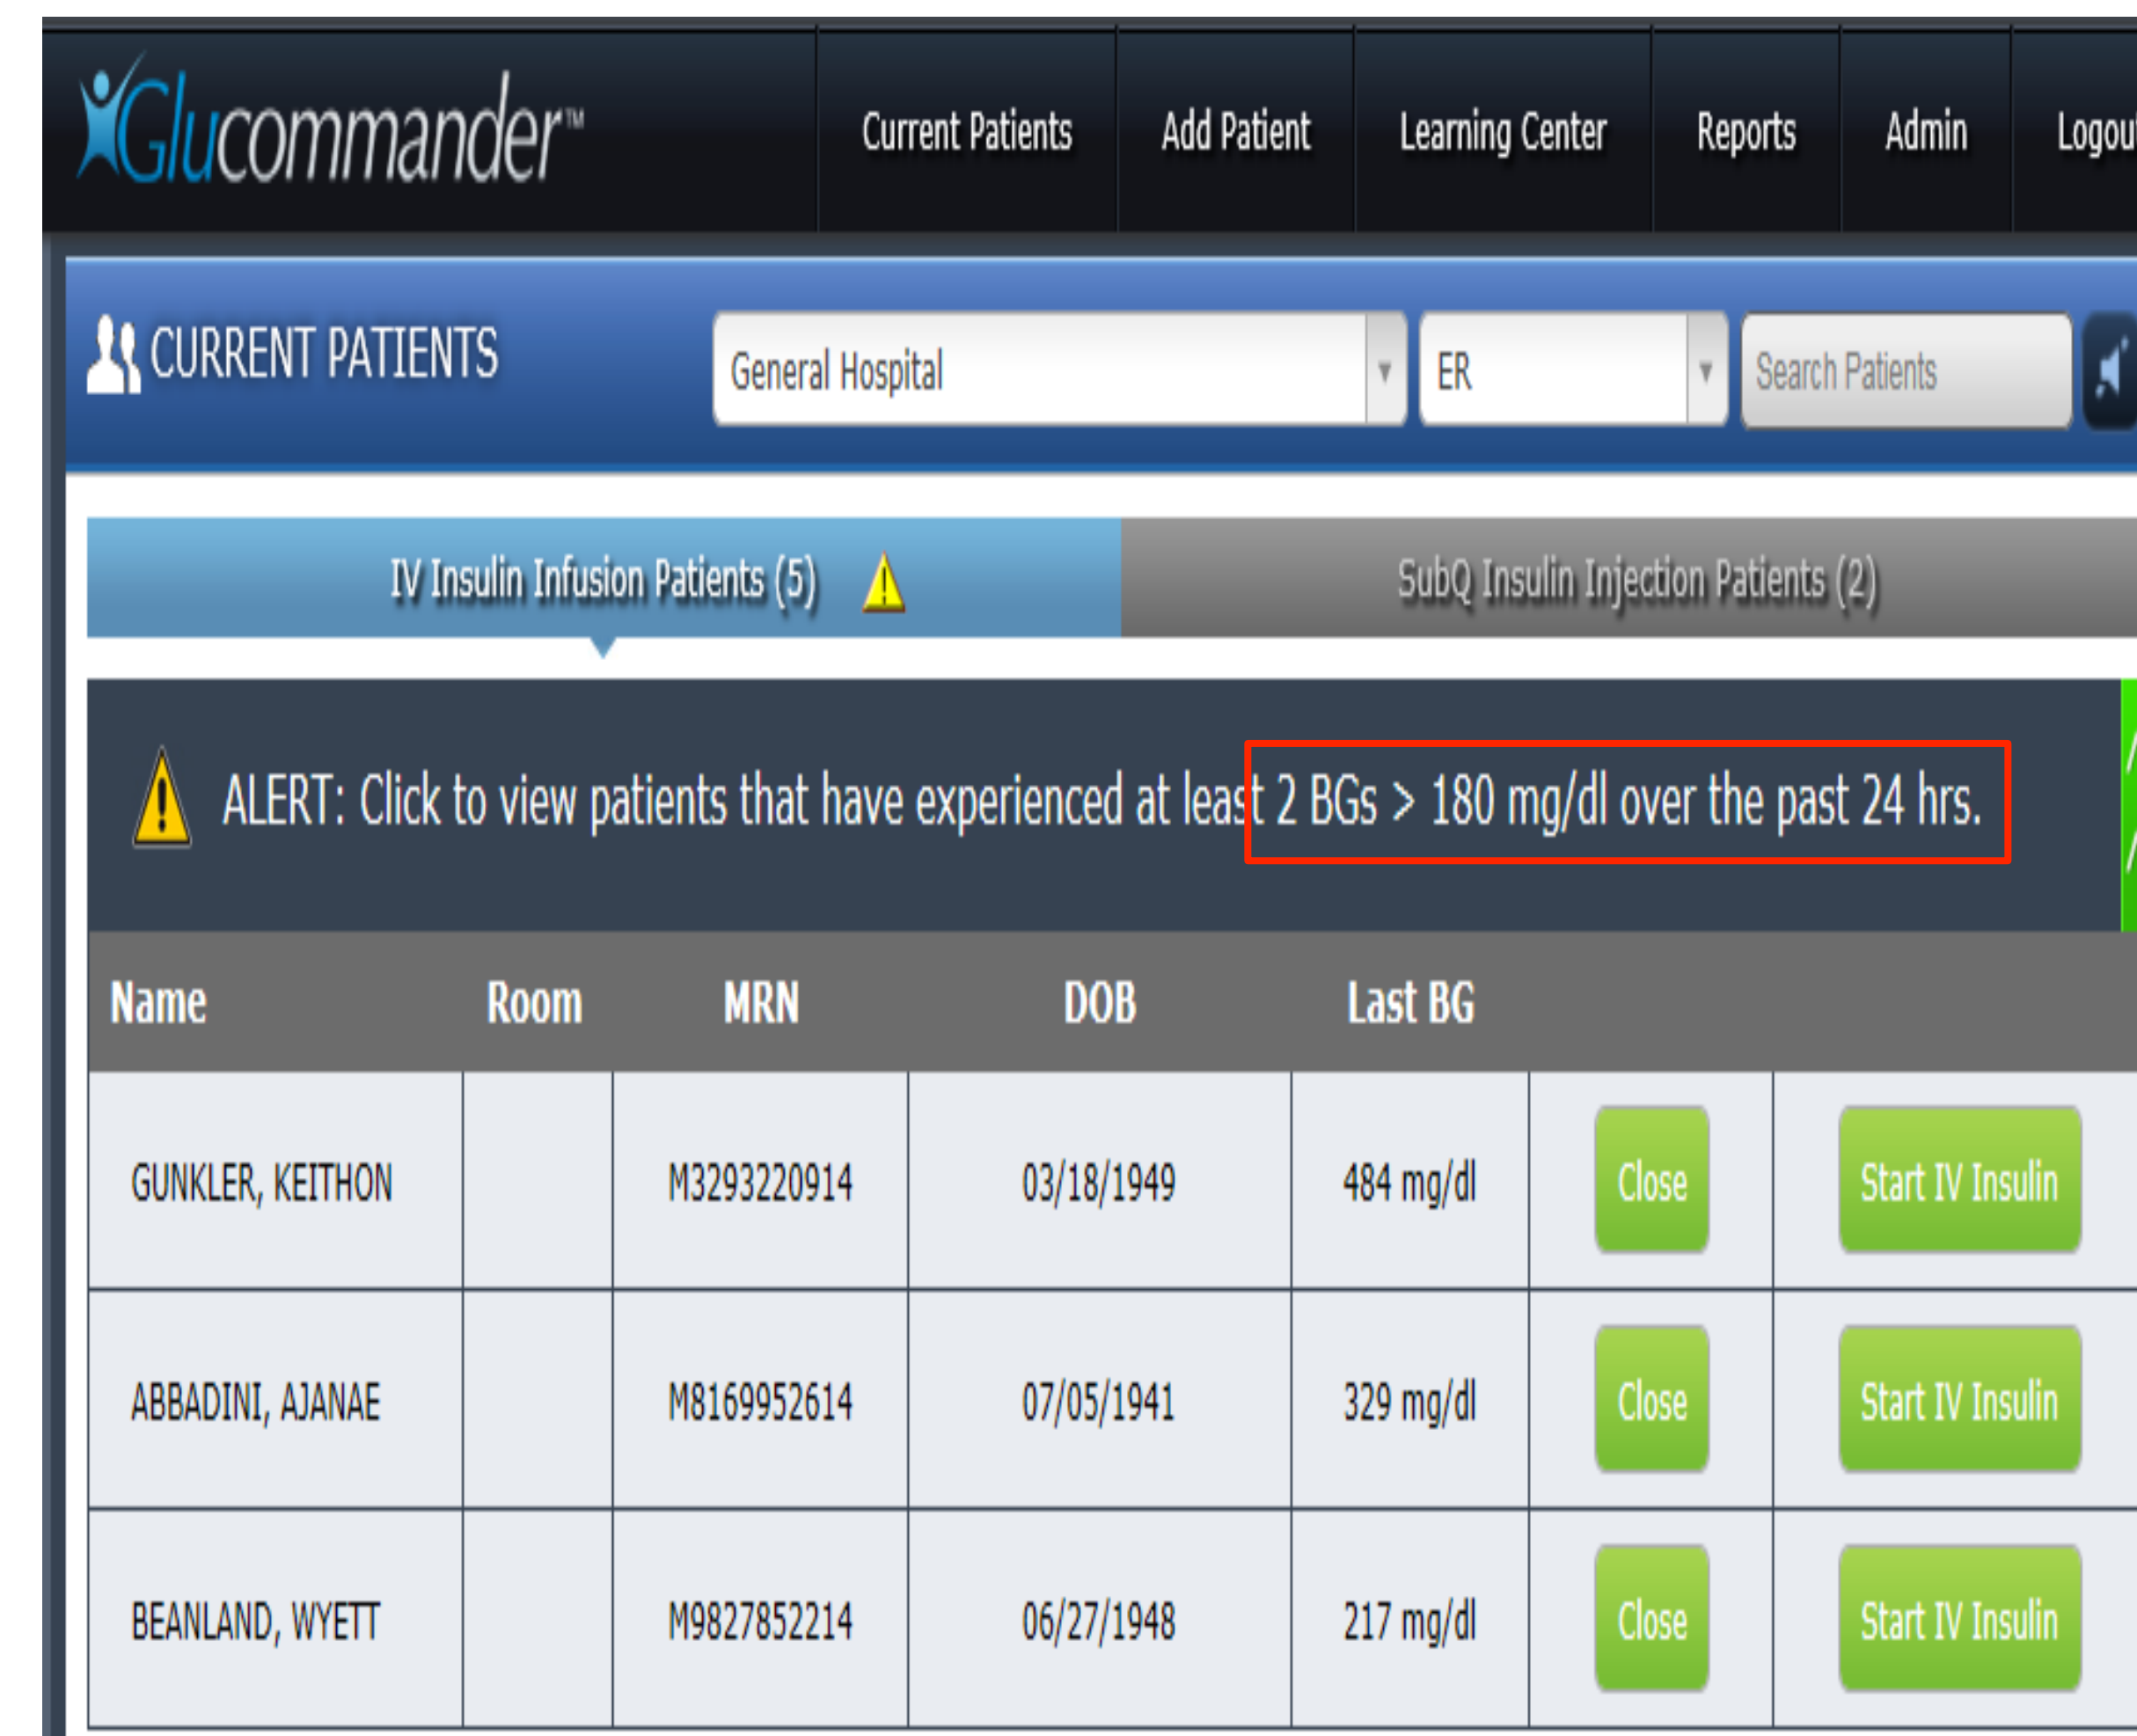 Glucommander™
Current Patients Add Patient Learning Center Reports Admin Logout
CURRENT PATIENTS General Hospital ER Search Patients
IV Insulin Infusion Patients (5) SubQ Insulin Injection Patients (2)
ALERT: Click to view patients that have experienced at least 2 BGs > 180 mg/dl over the past 24 hrs.
Name Room MRN DOB Last BG
GUNKLER, KEITHON M3293220914 03/18/1949 484 mg/dl Close Start IV Insulin
ABBADINI, AJANAE M8169952614 07/05/1941 329 mg/dl Close Start IV Insulin
BEANLAND, WYETT M9827852214 06/27/1948 217 mg/dl Close Start IV Insulin